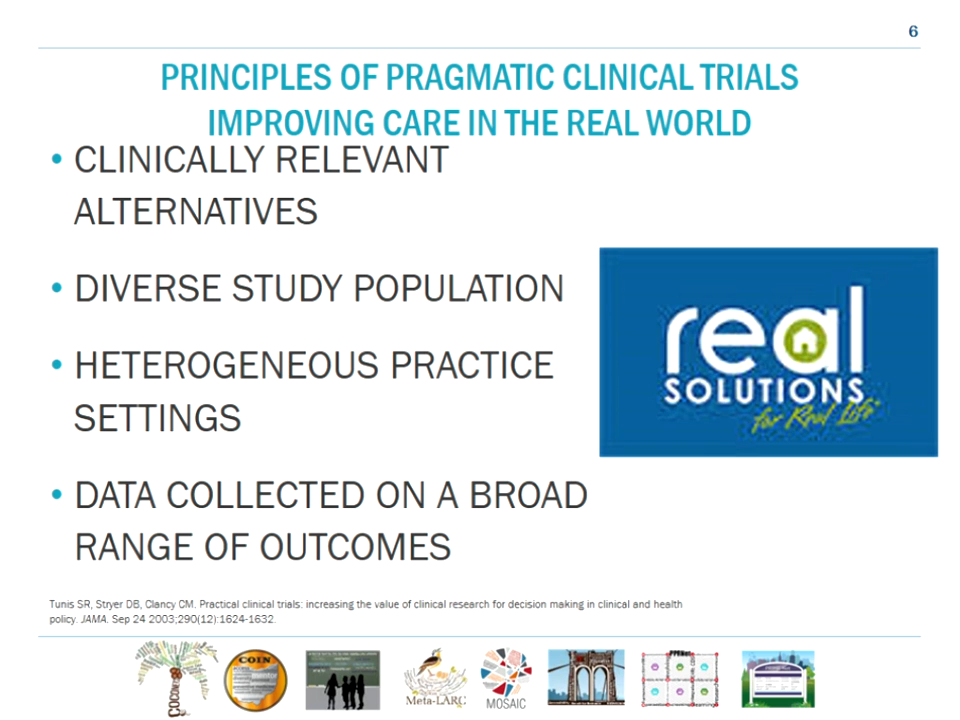 6
PRINCIPLES OF PRAGMATIC CLINICAL TRIALS
IMPROVING CARE IN THE REAL WORLD
• CLINICALLY RELEVANT
ALTERNATIVES
• DIVERSE STUDY POPULATION
• HETEROGENEOUS PRACTICE
SETTINGS
• DATA COLLECTED ON A BROAD
RANGE OF OUTCOMES
real
SOLUTIONS
for Real Life
Tunis SR, Stryer DB, Clancy CM. Practical clinical trials: increasing the value of clinical research for decision making in clinical and health
policy. JAMA. Sep 24 2003;290(12):1624-1632.
COCONET
COIN
Meta-LARC
MOSAIC
PPRNet